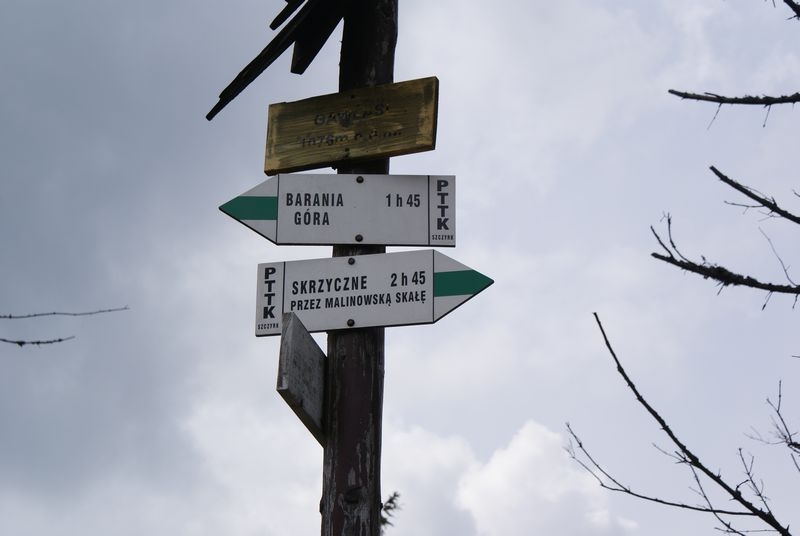 BARANIA 1 h 45
GÓRA
PTTK
SZCZYRK
PTTK
SZCZYRK
SKRZYCZNE 2 h 45
PRZEZ MALINOWSKĄ SKAŁĘ